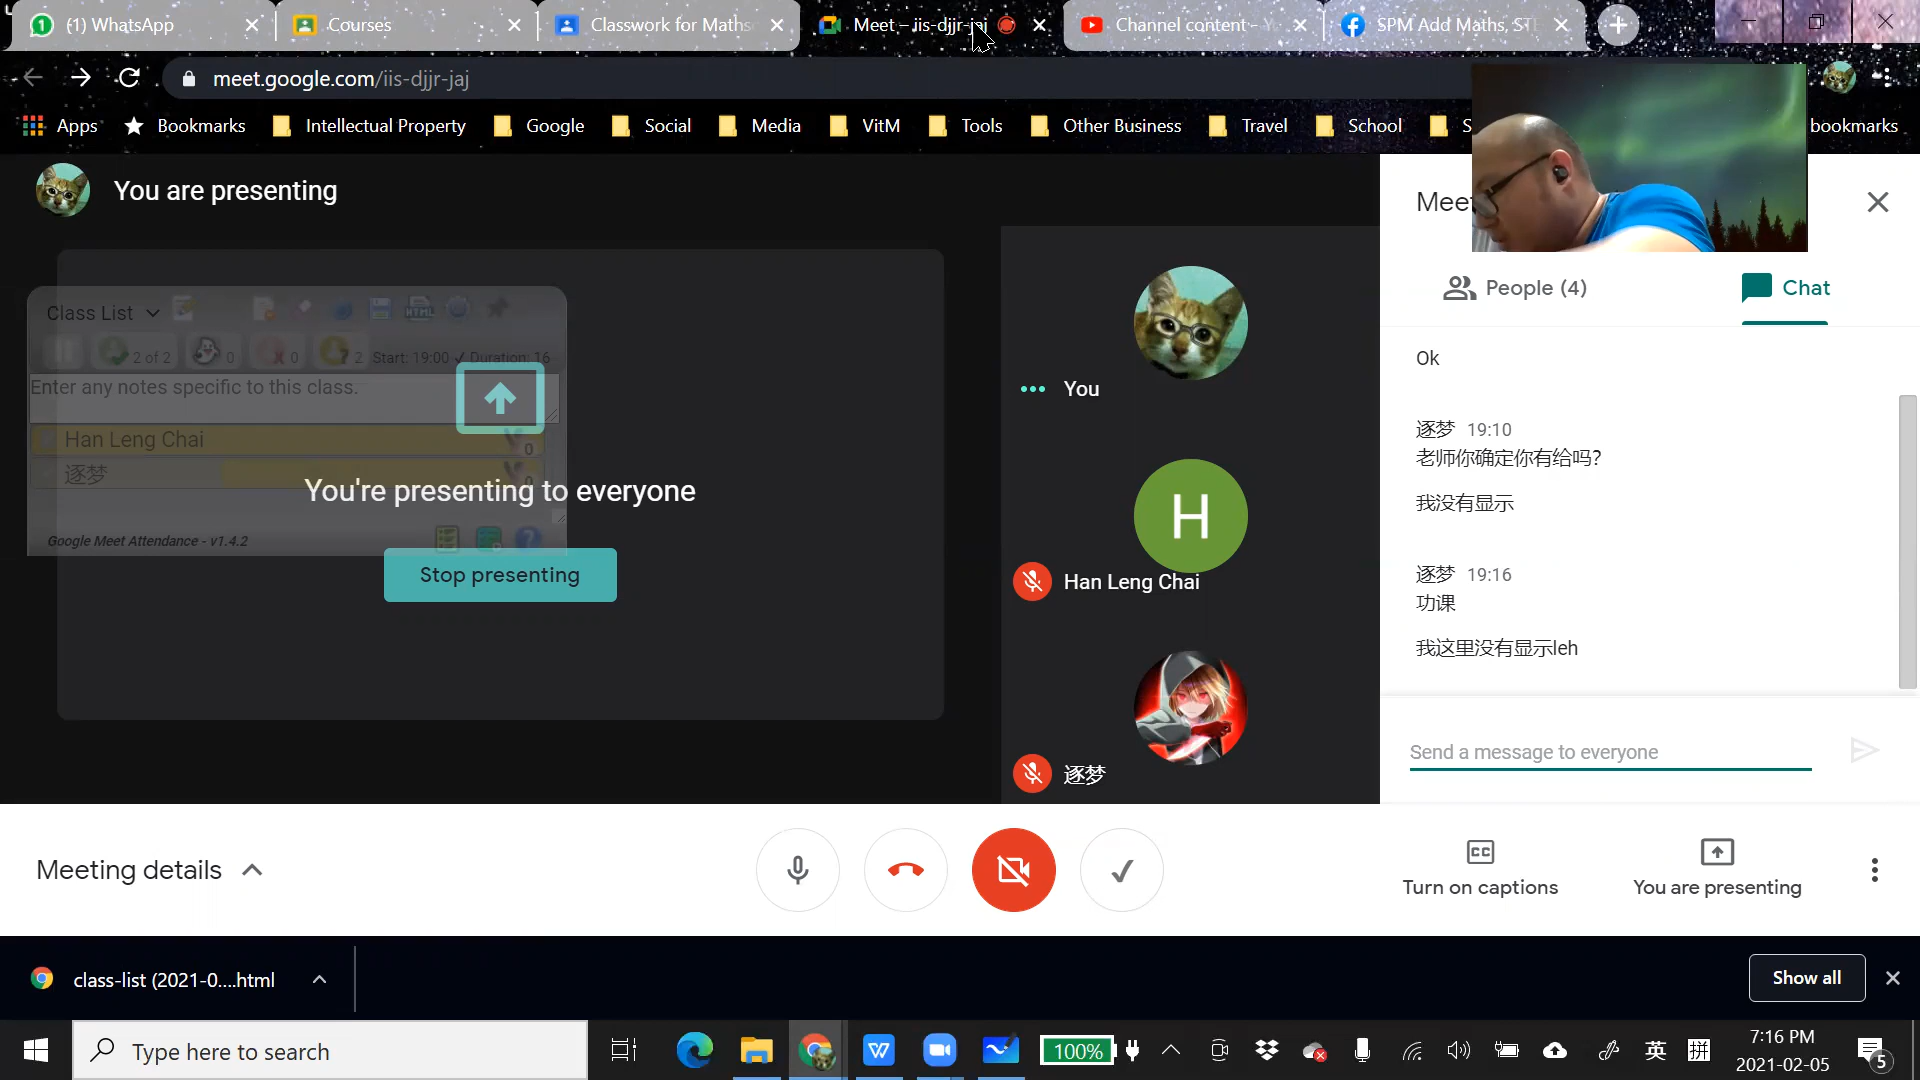 (1) WhatsApp
Courses
Classwork for Maths
Meet – iis-djjr-jaj
Channel content - Y
SPM Add Maths, STE
meet.google.com/iis-djjr-jaj
Apps
Bookmarks
Intellectual Property
Google
Social
Media
VitM
Tools
Other Business
Travel
School
S
bookmarks
You are presenting
Class List
2 of 2
0
0
2
Start: 19:00 ✓ Duration: 16
Enter any notes specific to this class.
Han Leng Chai
0
逐梦
Google Meet Attendance - v1.4.2
You're presenting to everyone
Stop presenting
You
H
Han Leng Chai
逐梦
Mee
People (4)
Chat
Ok
逐梦 19:10
老师你确定你有给吗?
我没有显示
逐梦 19:16
功课
我这里没有显示leh
Send a message to everyone
Meeting details
Turn on captions
You are presenting
class-list (2021-0....html
Show all
Type here to search
100%
英
拼
7:16 PM
2021-02-05
5